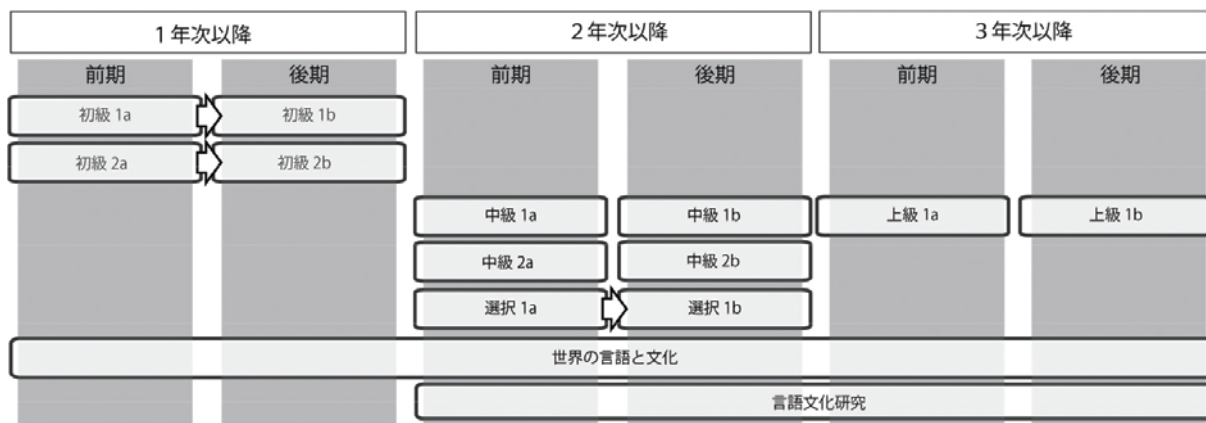 1年次以降 2年次以降 3年次以降
前期 後期 前期 後期 前期 後期
初級 1a 初級 1b
初級 2a 初級 2b
中級 1a 中級 1b 上級 1a 上級 1b
中級 2a 中級 2b
選択 1a 選択 1b
世界の言語と文化
言語文化研究